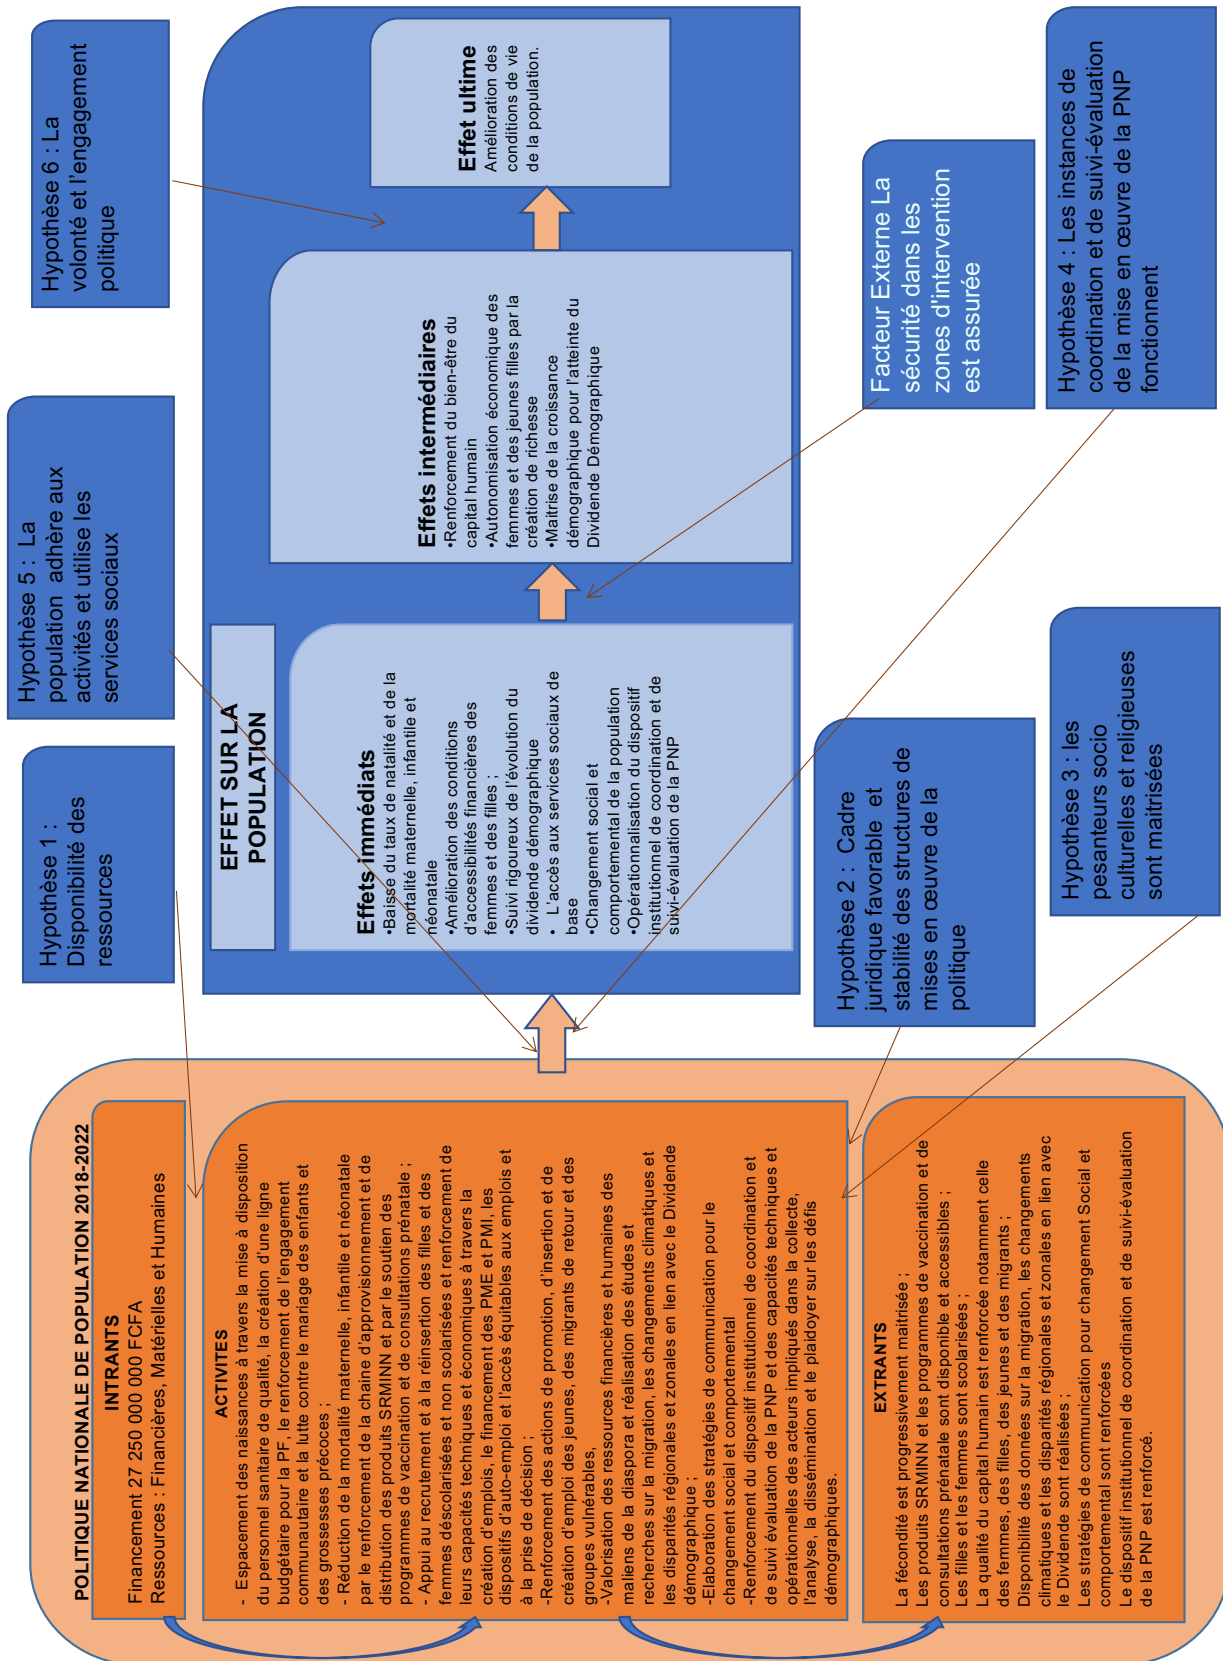 POLITIQUE NATIONALE DE POPULATION 2018-2022
INTRANTS
Financement 27 250 000 000 FCFA
Ressources : Financières, Matérielles et Humaines
ACTIVITES
- Espacement des naissances à travers la mise à disposition
du personnel sanitaire de qualité, la création d'une ligne
budgétaire pour la PF, le renforcement de l'engagement
communautaire et la lutte contre le mariage des enfants et
des grossesses précoces ;
- Réduction de la mortalité maternelle, infantile et néonatale
par le renforcement de la chaine d'approvisionnement et de
distribution des produits SRMINN et par le soutien des
programmes de vaccination et de consultations prénatale ;
- Appui au recrutement et à la réinsertion des filles et des
femmes déscolarisées et non scolarisées et renforcement de
leurs capacités techniques et économiques à travers la
création d'emplois, le financement des PME et PMI, les
dispositifs d'auto-emploi et l'accès équitables aux emplois et
à la prise de décision ;
-Renforcement des actions de promotion, d'insertion et de
création d'emploi des jeunes, des migrants de retour et des
groupes vulnérables,
-Valorisation des ressources financières et humaines des
maliens de la diaspora et réalisation des études et
recherches sur la migration, les changements climatiques et
les disparités régionales et zonales en lien avec le Dividende
démographique ;
-Elaboration des stratégies de communication pour le
changement social et comportemental
-Renforcement du dispositif institutionnel de coordination et
de suivi évaluation de la PNP et des capacités techniques et
opérationnelles des acteurs impliqués dans la collecte,
l'analyse, la dissémination et le plaidoyer sur les défis
démographiques.
EXTRANTS
La fécondité est progressivement maitrisée ;
Les produits SRMINN et les programmes de vaccination et de
consultations prénatale sont disponible et accessibles ;
Les filles et les femmes sont scolarisées ;
La qualité du capital humain est renforcée notamment celle
des femmes, des filles, des jeunes et des migrants ;
Disponibilité des données sur la migration, les changements
climatiques et les disparités régionales et zonales en lien avec
le Dividende sont réalisées ;
Les stratégies de communication pour changement Social et
comportemental sont renforcées
Le dispositif institutionnel de coordination et de suivi-évaluation
de la PNP est renforcé.
Hypothèse 1 :
Disponibilité des
ressources
Hypothèse 5 : La
population adhère aux
activités et utilise les
services sociaux
Hypothèse 6 : La
volonté et l'engagement
politique
EFFET SUR LA
POPULATION
Effets immédiats
•Baisse du taux de natalité et de la
mortalité maternelle, infantile et
néonatale
•Amélioration des conditions
d'accessibilités financières des
femmes et des filles ;
•Suivi rigoureux de l'évolution du
dividende démographique
• L'accès aux services sociaux de
base
•Changement social et
comportemental de la population
•Opérationnalisation du dispositif
institutionnel de coordination et de
suivi-évaluation de la PNP
Effets intermédiaires
•Renforcement du bien-être du
capital humain
•Autonomisation économique des
femmes et des jeunes filles par la
création de richesse
•Maitrise de la croissance
démographique pour l'atteinte du
Dividende Démographique
Effet ultime
Amélioration des
conditions de vie
de la population.
Hypothèse 2 : Cadre
juridique favorable et
stabilité des structures de
mises en œuvre de la
politique
Facteur Externe La
sécurité dans les
zones d'intervention
est assurée
Hypothèse 3 : les
pesanteurs socio
culturelles et religieuses
sont maitrisées
Hypothèse 4 : Les instances de
coordination et de suivi-évaluation
de la mise en œuvre de la PNP
fonctionnent